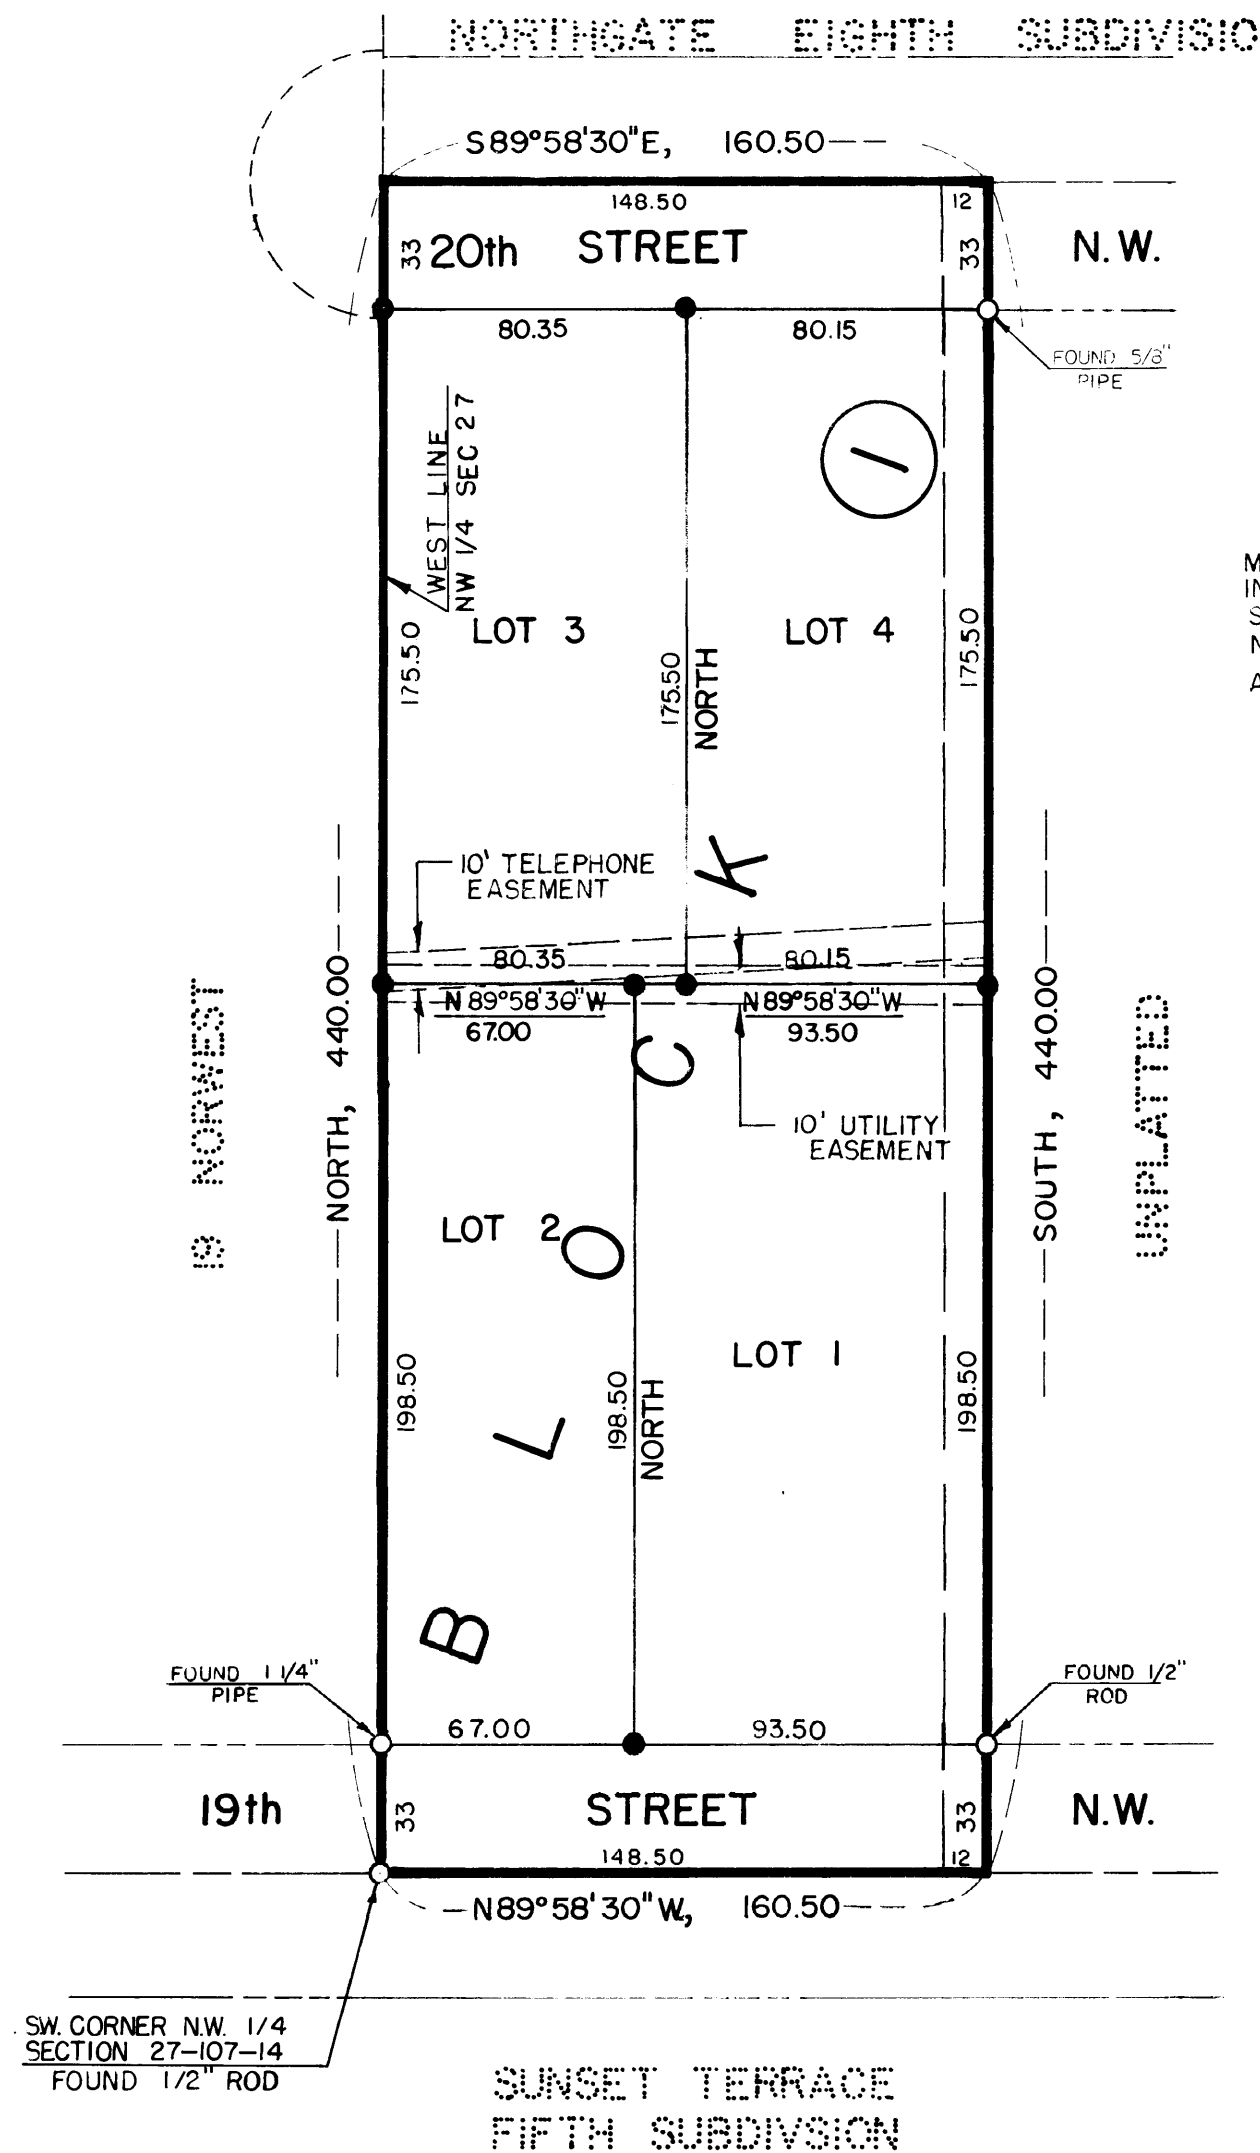 NORTHGATE EIGHTH SUBDIVISIO
S89°58'30"E, 160.50
148.50
12
33
20th STREET N.W.
33
80.35
80.15
FOUND 5/8"
PIPE
1
WEST LINE
NW 1/4 SEC 27
M
IN
S
N
A
LOT 3
LOT 4
175.50
175.50
NORTH
175.50
10' TELEPHONE
EASEMENT
80.35
80.15
N89°58'30"W
67.00
N89°58'30"W
93.50
19 NORWEST
NORTH, 440.00
SOUTH, 440.00
UNPLATTED
10' UTILITY
EASEMENT
LOT 2
LOT 1
BLOCK
198.50
198.50
NORTH
198.50
FOUND 1 1/4"
PIPE
FOUND 1/2"
ROD
67.00
93.50
19th STREET N.W.
33
33
148.50
12
N89°58'30"W, 160.50
SW. CORNER N.W. 1/4
SECTION 27-107-14
FOUND 1/2" ROD
SUNSET TERRACE
FIFTH SUBDIVSION